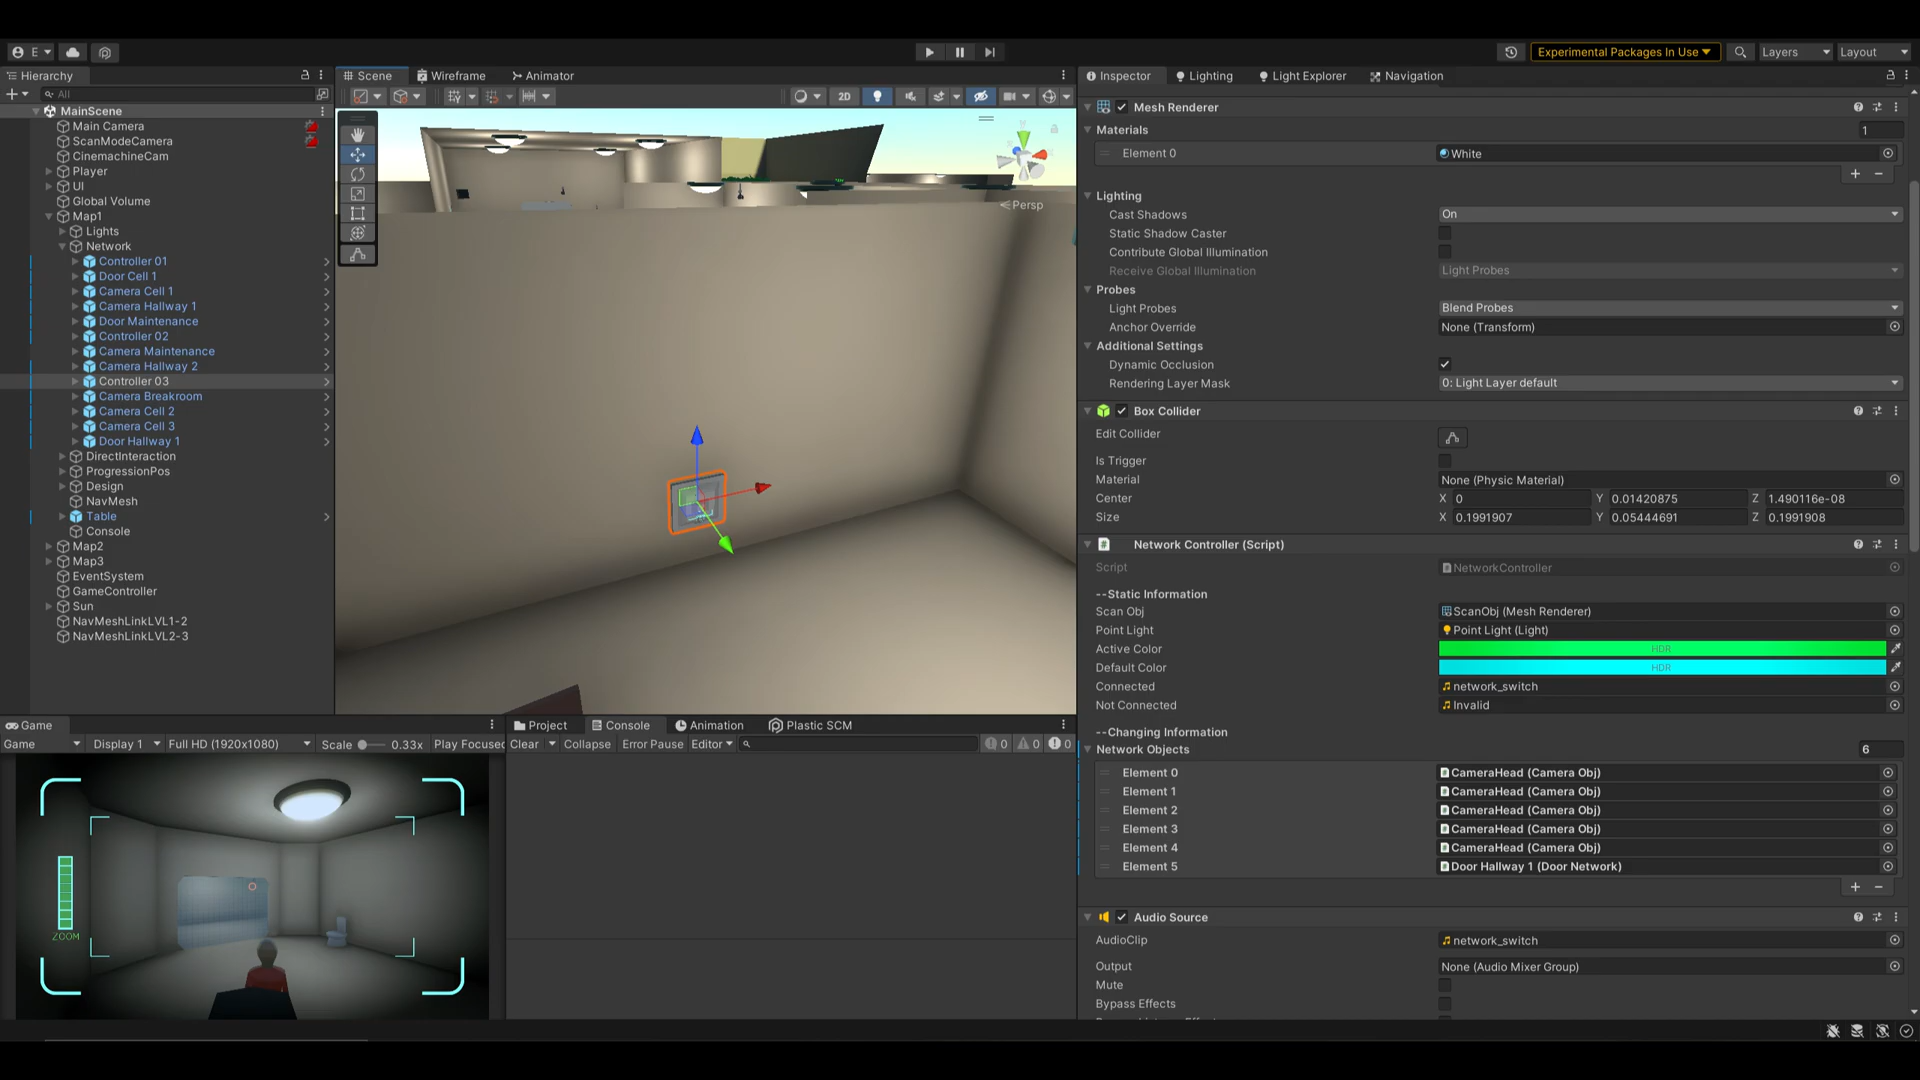 E
Experimental Packages In Use
Layers
Layout
Hierarchy
Scene
Wireframe
Animator
Inspector
Lighting
Light Explorer
Navigation
All
2D
MainScene
Main Camera
ScanModeCamera
CinemachineCam
Player
UI
Global Volume
Map1
Lights
Network
Controller 01
Door Cell 1
Camera Cell 1
Camera Hallway 1
Door Maintenance
Controller 02
Camera Maintenance
Camera Hallway 2
Controller 03
Camera Breakroom
Camera Cell 2
Camera Cell 3
Door Hallway 1
DirectInteraction
ProgressionPos
Design
NavMesh
Table
Console
Map2
Map3
EventSystem
GameController
Sun
NavMeshLinkLVL1-2
NavMeshLinkLVL2-3
Persp
Mesh Renderer
Materials 1
Element 0 White
Lighting
Cast Shadows On
Static Shadow Caster
Contribute Global Illumination
Receive Global Illumination Light Probes
Probes
Light Probes Blend Probes
Anchor Override None (Transform)
Additional Settings
Dynamic Occlusion
Rendering Layer Mask 0: Light Layer default
Box Collider
Edit Collider
Is Trigger
Material None (Physic Material)
Center X 0 Y 0.01420875 Z 1.490116e-08
Size X 0.1991907 Y 0.05444691 Z 0.1991908
# Network Controller (Script)
Script NetworkController
--Static Information
Scan Obj ScanObj (Mesh Renderer)
Point Light Point Light (Light)
Active Color HDR
Default Color HDR
Connected network_switch
Not Connected Invalid
--Changing Information
Network Objects 6
Element 0 CameraHead (Camera Obj)
Element 1 CameraHead (Camera Obj)
Element 2 CameraHead (Camera Obj)
Element 3 CameraHead (Camera Obj)
Element 4 CameraHead (Camera Obj)
Element 5 Door Hallway 1 (Door Network)
Audio Source
AudioClip network_switch
Output None (Audio Mixer Group)
Mute
Bypass Effects
Game
Game Display 1 Full HD (1920x1080) Scale 0.33x Play Focused
ZOOM
Project
Console
Animation
Plastic SCM
Clear Collapse Error Pause Editor 0 0 0